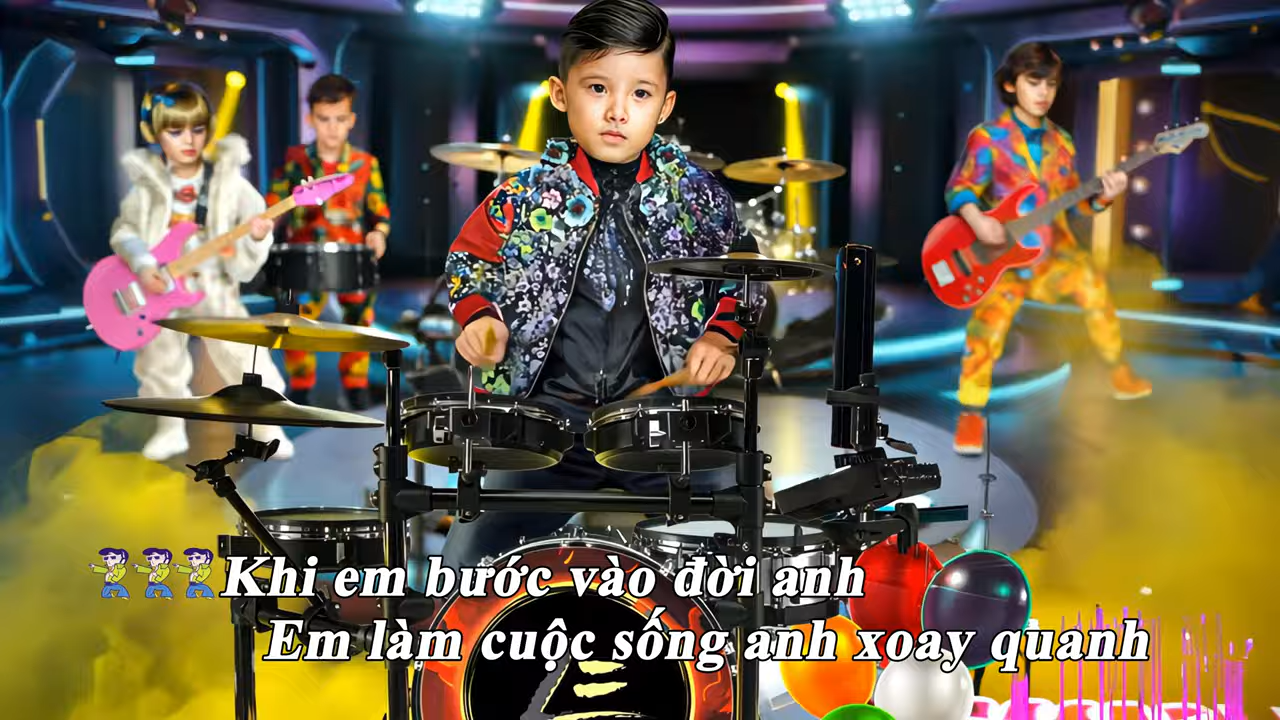 Khi em bước vào đời anh
Em làm cuộc sống anh xoay quanh